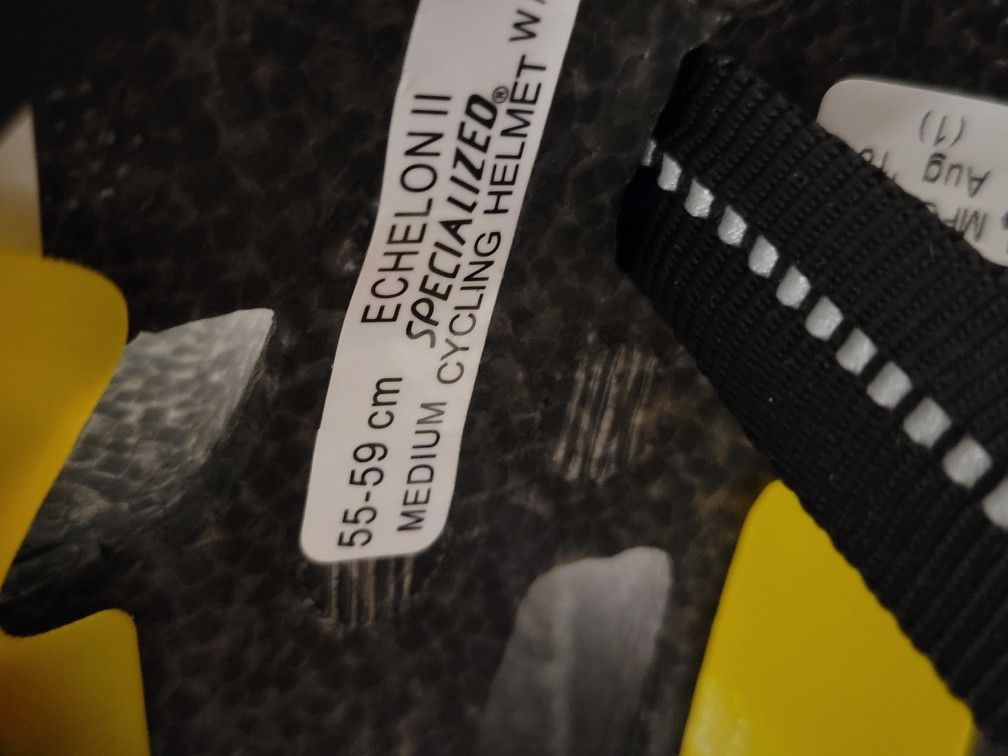 55-59 cm ECHELON II
SPECIALIZED®
MEDIUM CYCLING HELMET
Aug
(1)